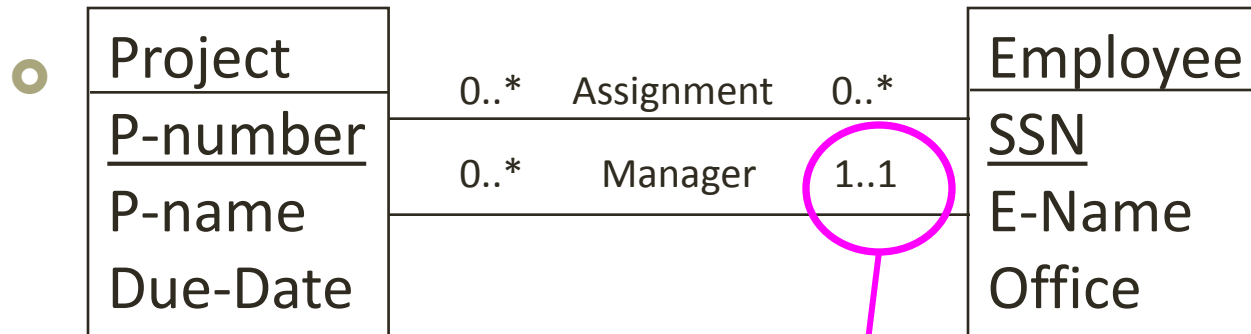 Project
P-number
P-name
Due-Date
0..* Assignment 0..*
0..* Manager 1..1
Employee
SSN
E-Name
Office